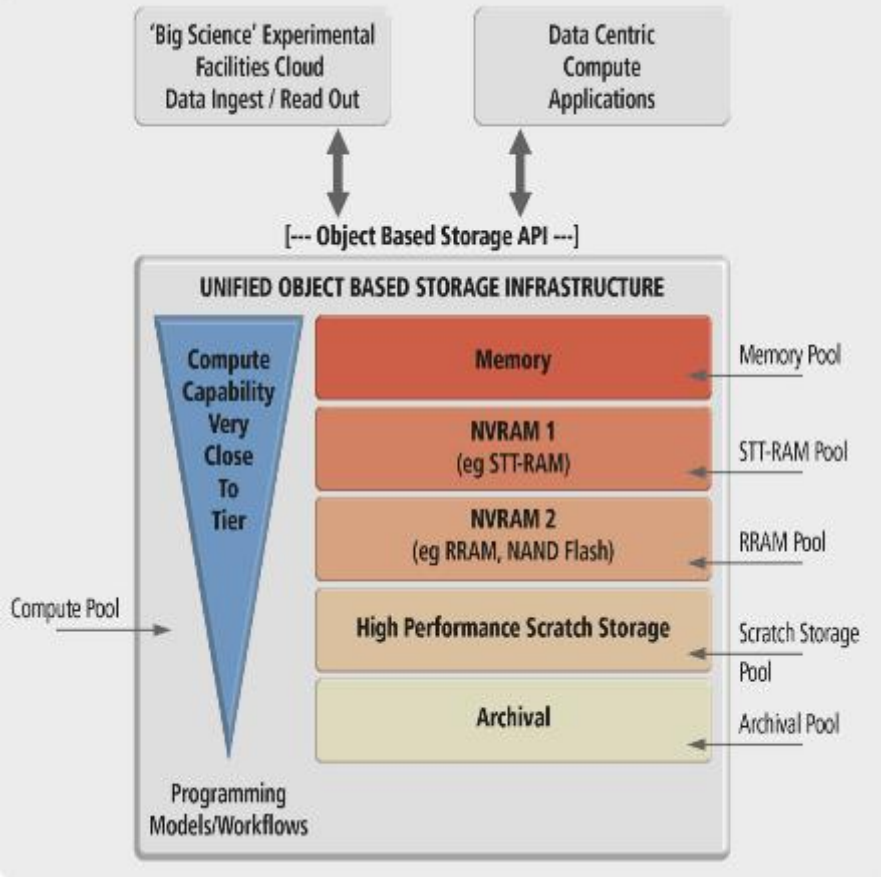 'Big Science' Experimental
Facilities Cloud
Data Ingest / Read Out
Data Centric
Compute
Applications
[--- Object Based Storage API ---]
UNIFIED OBJECT BASED STORAGE INFRASTRUCTURE
Compute
Capability
Very
Close
To
Tier
Memory
Memory Pool
NVRAM 1
(eg STT-RAM)
STT-RAM Pool
NVRAM 2
(eg RRAM, NAND Flash)
RRAM Pool
Compute Pool
High Performance Scratch Storage
Scratch Storage
Pool
Archival
Archival Pool
Programming
Models/Workflows